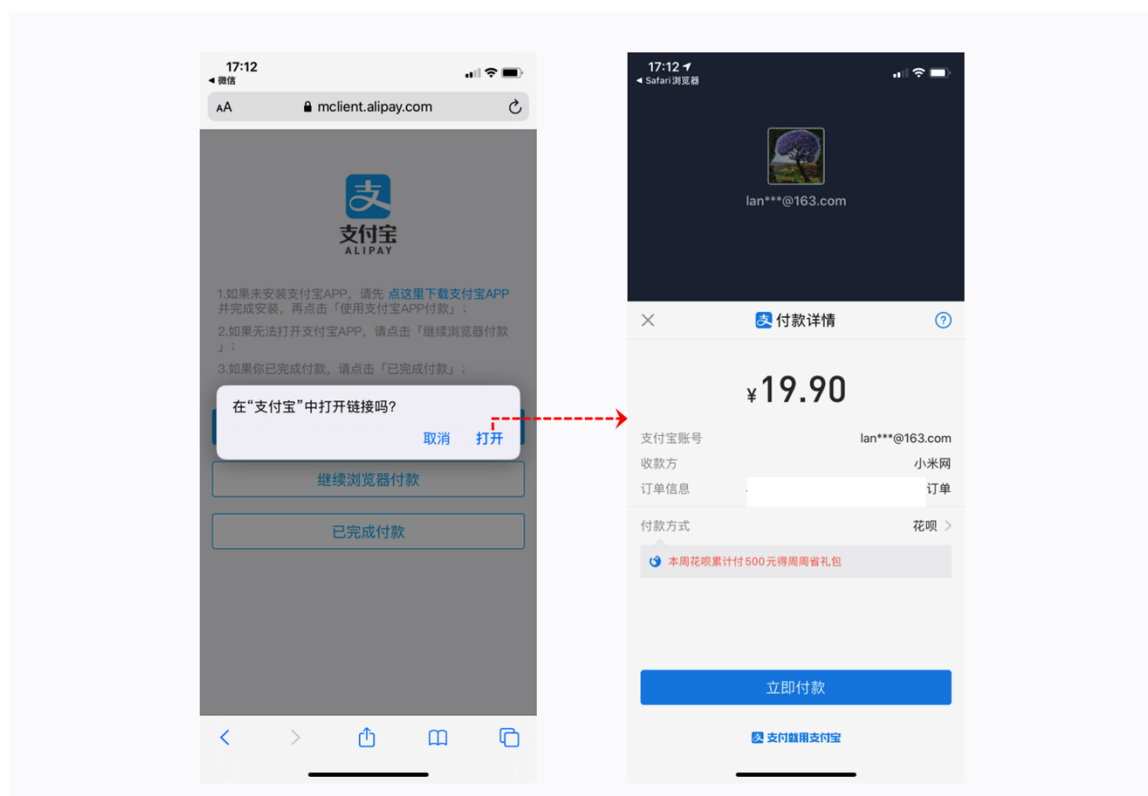 17:12
◀ 微信
AA mclient.alipay.com
支
支付宝
ALIPAY
1.如果未安装支付宝APP，请先 点这里下载支付宝APP
并完成安装，再点击「使用支付宝APP付款」；
2.如果无法打开支付宝APP，请点击「继续浏览器付款
」；
3.如果你已完成付款，请点击「已完成付款」；
在“支付宝”中打开链接吗?
取消 打开
继续浏览器付款
已完成付款
17:12
◀ Safari浏览器
lan***@163.com
支 付款详情
¥19.90
支付宝账号 lan***@163.com
收款方 小米网
订单信息 订单
付款方式 花呗
本周花呗累计付500元得周周省礼包
立即付款
支 支付就用支付宝